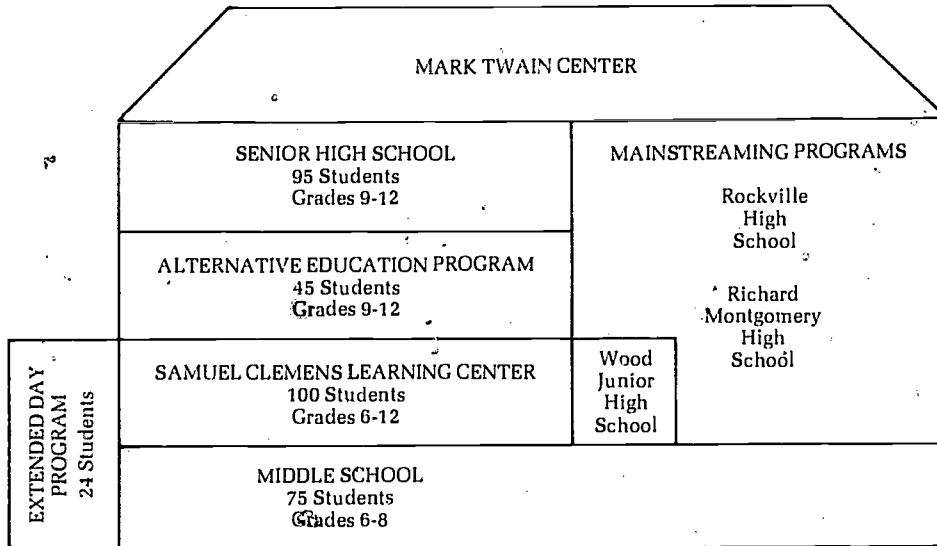 MARK TWAIN CENTER
SENIOR HIGH SCHOOL
95 Students
Grades 9-12
MAINSTREAMING PROGRAMS
Rockville
High
School
Richard
Montgomery
High
School
ALTERNATIVE EDUCATION PROGRAM
45 Students
Grades 9-12
EXTENDED DAY
PROGRAM
24 Students
SAMUEL CLEMENS LEARNING CENTER
100 Students
Grades 6-12
Wood
Junior
High
School
MIDDLE SCHOOL
75 Students
Grades 6-8